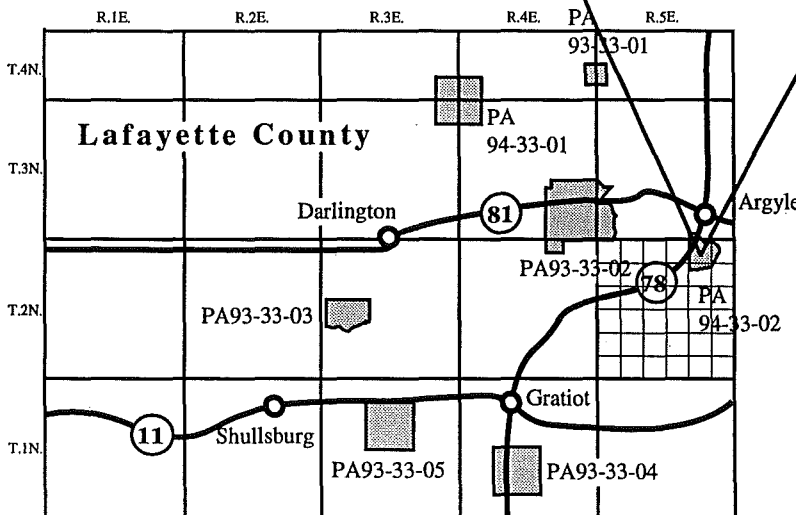 R.1E.
R.2E.
R.3E.
R.4E.
R.5E.
PA
93-33-01
T.4N.
Lafayette County
PA
94-33-01
T.3N.
Darlington
81
Argyle
PA93-33-02
78
PA
94-33-02
PA93-33-03
T.2N.
Gratiot
11
Shullsburg
T.1N.
PA93-33-05
PA93-33-04